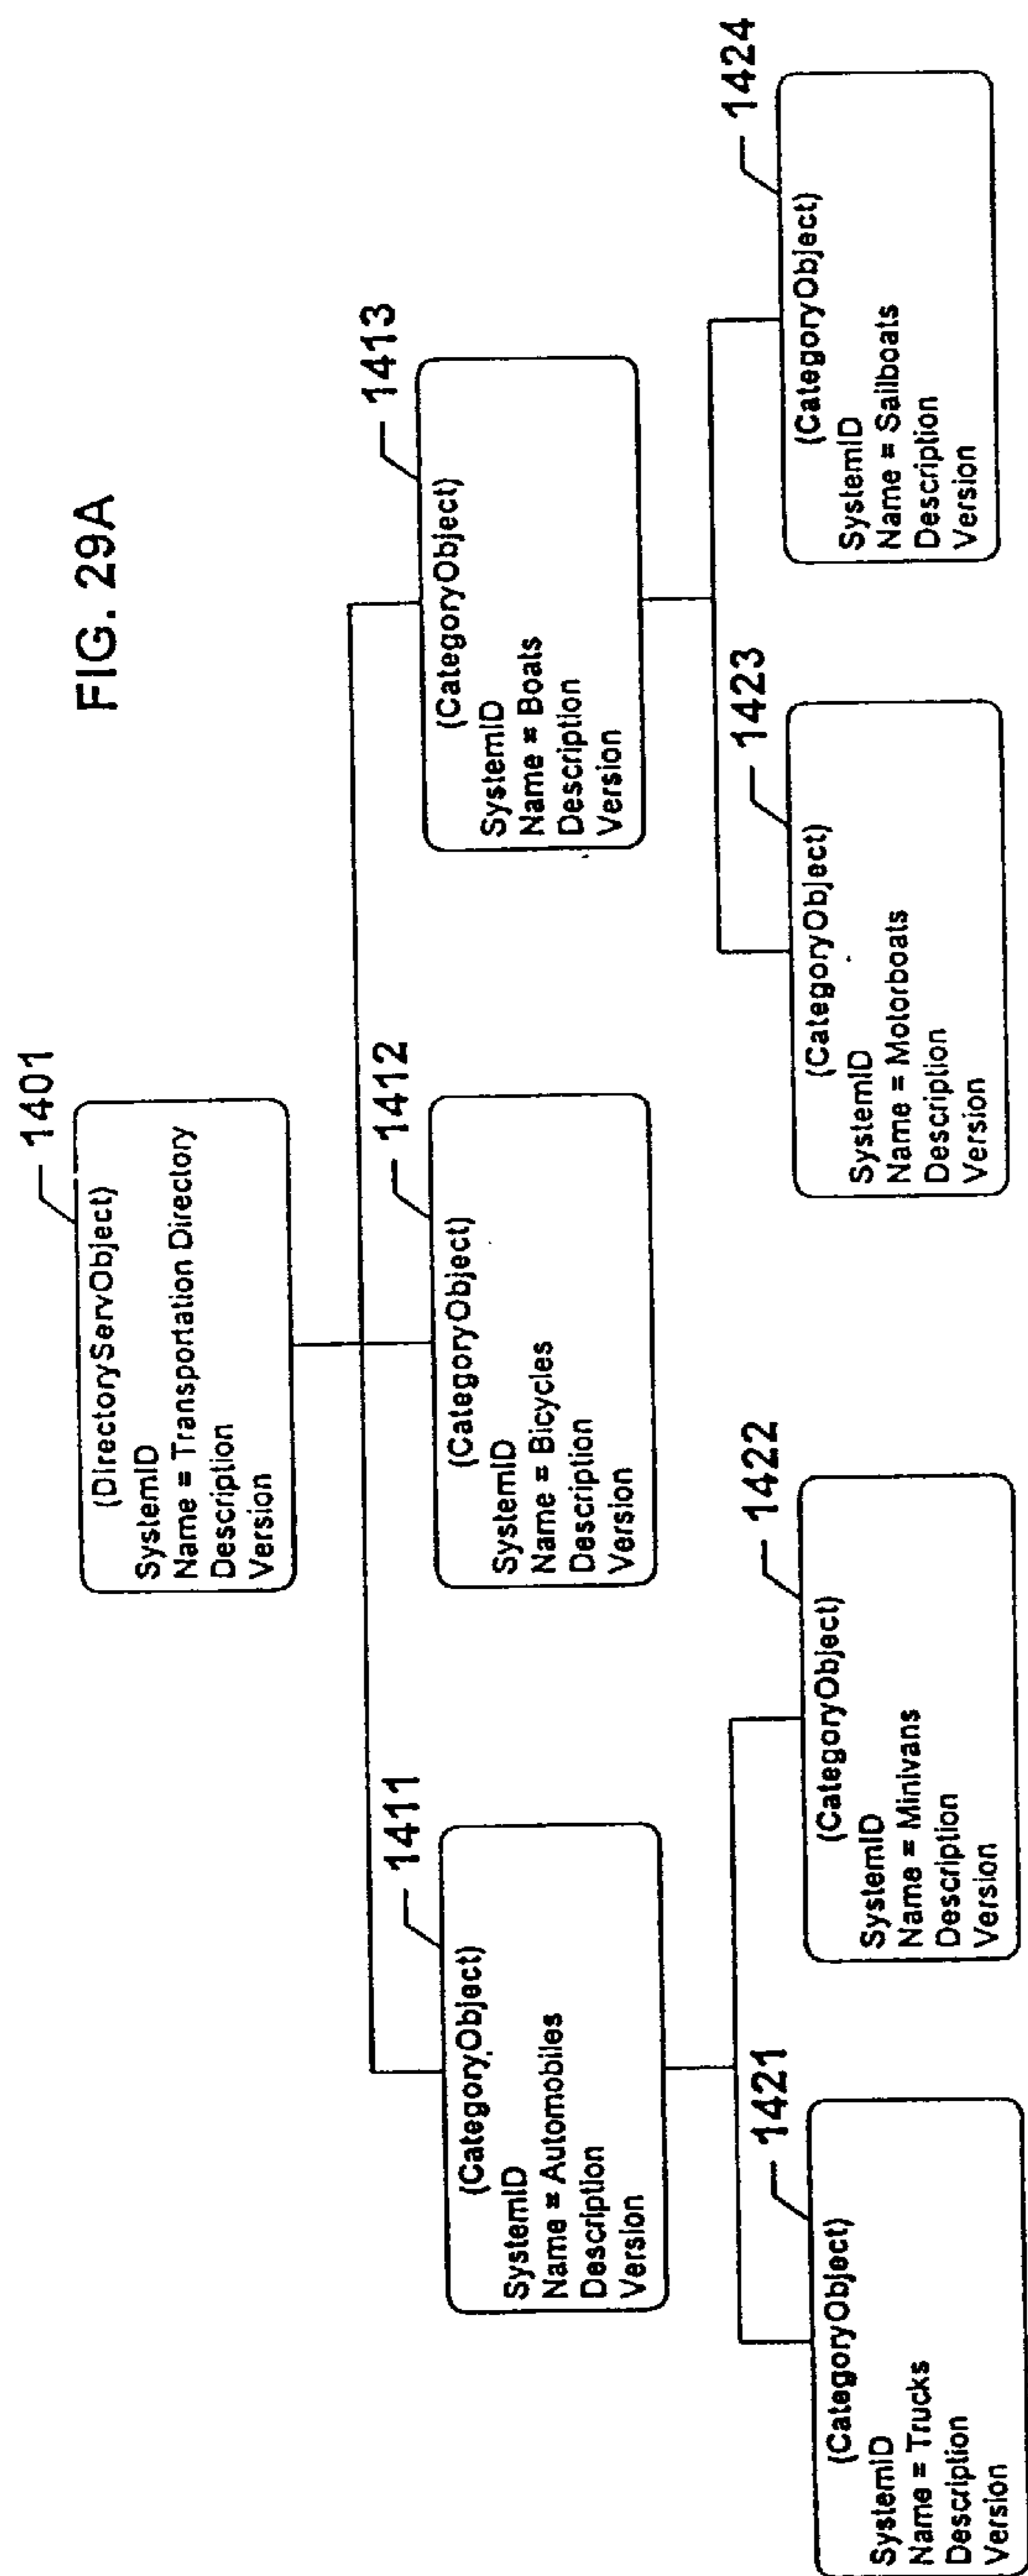 FIG. 29A
1401
(DirectoryServObject)
SystemID
Name = Transportation Directory
Description
Version
1411
(CategoryObject)
SystemID
Name = Automobiles
Description
Version
1412
(CategoryObject)
SystemID
Name = Bicycles
Description
Version
1413
(CategoryObject)
SystemID
Name = Boats
Description
Version
1421
(CategoryObject)
SystemID
Name = Trucks
Description
Version
1422
(CategoryObject)
SystemID
Name = Minivans
Description
Version
1423
(CategoryObject)
SystemID
Name = Motorboats
Description
Version
1424
(CategoryObject)
SystemID
Name = Sailboats
Description
Version